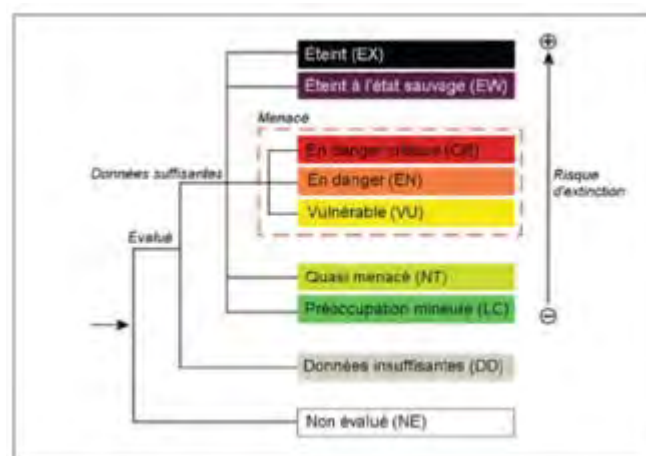 Éteint (EX)
Éteint à l'état sauvage (EW)
Menacé
En danger critique (CR)
Données suffisantes
En danger (EN)
Risque
d'extinction
Vulnérable (VU)
Evalué
Quasi menacé (NT)
Préoccupation mineure (LC)
Données insuffisantes (DD)
Non évalué (NE)